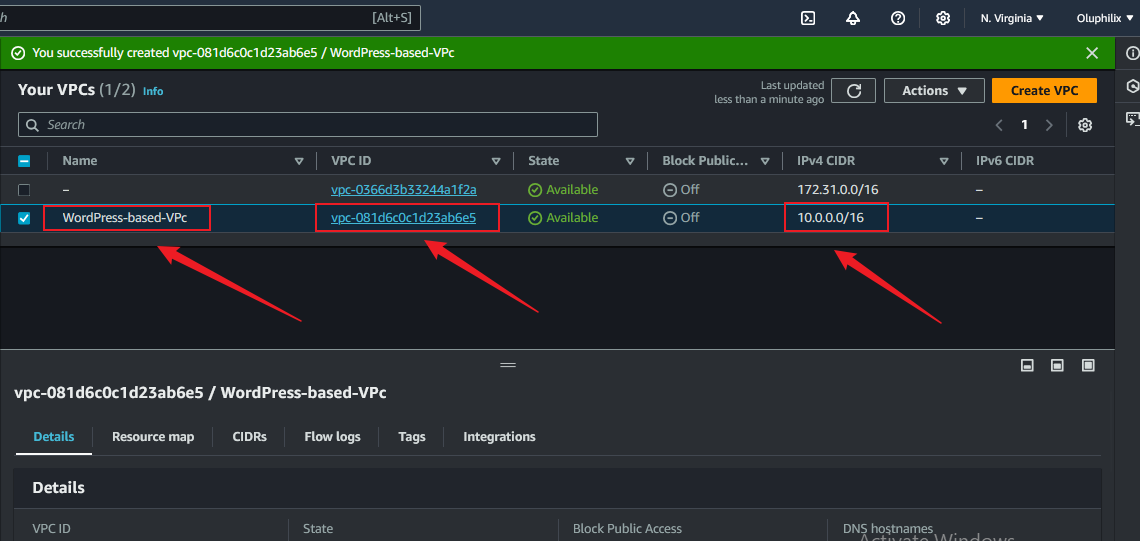 h [Alt+S] N. Virginia ▼ Oluphilix ▼
You successfully created vpc-081d6c0c1d23ab6e5 / WordPress-based-VPc
Your VPCs (1/2) Info
Last updated
less than a minute ago
Actions ▼
Create VPC
Search
1
Name VPC ID State Block Public... IPv4 CIDR IPv6 CIDR
– vpc-0366d3b33244a1f2a Available Off 172.31.0.0/16 –
WordPress-based-VPc vpc-081d6c0c1d23ab6e5 Available Off 10.0.0.0/16 –
vpc-081d6c0c1d23ab6e5 / WordPress-based-VPc
Details Resource map CIDRs Flow logs Tags Integrations
Details
VPC ID State Block Public Access DNS hostnames
Activate Windows